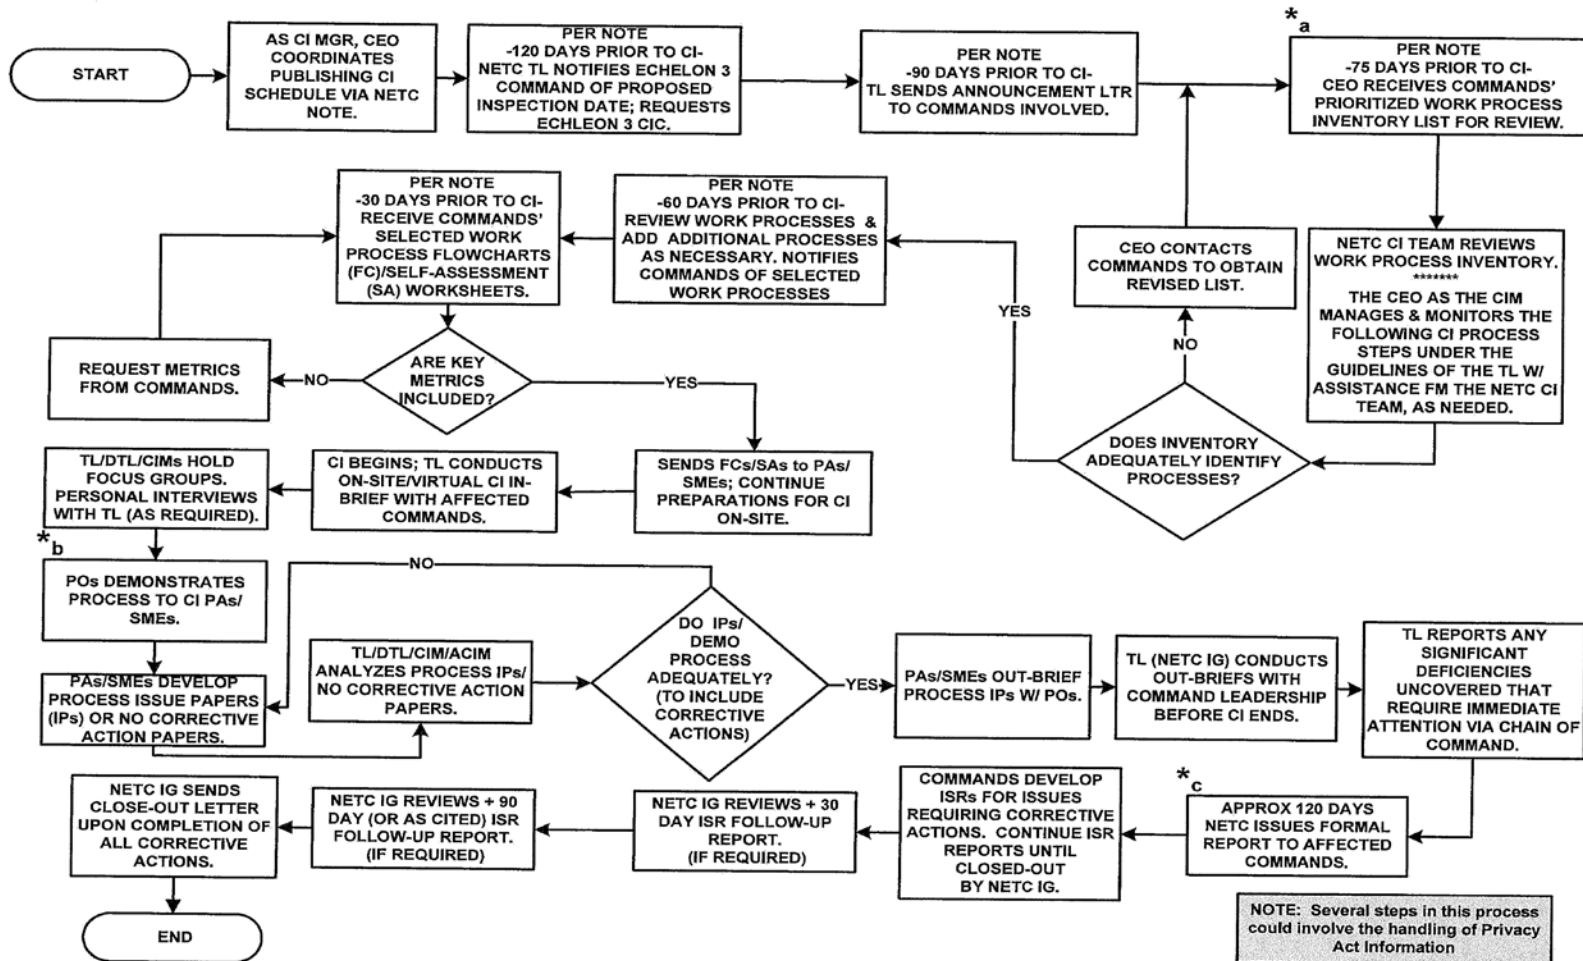 START
AS CI MGR, CEO
COORDINATES
PUBLISHING CI
SCHEDULE VIA NETC
NOTE.
PER NOTE
-120 DAYS PRIOR TO CI-
NETC TL NOTIFIES ECHELON 3
COMMAND OF PROPOSED
INSPECTION DATE; REQUESTS
ECHLEON 3 CIC.
PER NOTE
-90 DAYS PRIOR TO CI-
TL SENDS ANNOUNCEMENT LTR
TO COMMANDS INVOLVED.
*a
PER NOTE
-75 DAYS PRIOR TO CI-
CEO RECEIVES COMMANDS'
PRIORITIZED WORK PROCESS
INVENTORY LIST FOR REVIEW.
NETC CI TEAM REVIEWS
WORK PROCESS INVENTORY.
*******
THE CEO AS THE CIM
MANAGES & MONITORS THE
FOLLOWING CI PROCESS
STEPS UNDER THE
GUIDELINES OF THE TL W/
ASSISTANCE FM THE NETC CI
TEAM, AS NEEDED.
DOES INVENTORY
ADEQUATELY IDENTIFY
PROCESSES?
NO
CEO CONTACTS
COMMANDS TO OBTAIN
REVISED LIST.
YES
PER NOTE
-60 DAYS PRIOR TO CI-
REVIEW WORK PROCESSES &
ADD ADDITIONAL PROCESSES
AS NECESSARY. NOTIFIES
COMMANDS OF SELECTED
WORK PROCESSES
PER NOTE
-30 DAYS PRIOR TO CI-
RECEIVE COMMANDS'
SELECTED WORK
PROCESS FLOWCHARTS
(FC)/SELF-ASSESSMENT
(SA) WORKSHEETS.
ARE KEY
METRICS
INCLUDED?
NO
REQUEST METRICS
FROM COMMANDS.
YES
SENDS FCs/SAs to PAs/
SMEs; CONTINUE
PREPARATIONS FOR CI
ON-SITE.
CI BEGINS; TL CONDUCTS
ON-SITE/VIRTUAL CI IN-
BRIEF WITH AFFECTED
COMMANDS.
TL/DTL/CIMs HOLD
FOCUS GROUPS.
PERSONAL INTERVIEWS
WITH TL (AS REQUIRED).
*b
POs DEMONSTRATES
PROCESS TO CI PAs/
SMEs.
PAs/SMEs DEVELOP
PROCESS ISSUE PAPERS
(IPs) OR NO CORRECTIVE
ACTION PAPERS.
TL/DTL/CIM/ACIM
ANALYZES PROCESS IPs/
NO CORRECTIVE ACTION
PAPERS.
DO IPs/
DEMO
PROCESS
ADEQUATELY?
(TO INCLUDE
CORRECTIVE
ACTIONS)
NO
YES
PAs/SMEs OUT-BRIEF
PROCESS IPs W/ POs.
TL (NETC IG) CONDUCTS
OUT-BRIEFS WITH
COMMAND LEADERSHIP
BEFORE CI ENDS.
TL REPORTS ANY
SIGNIFICANT
DEFICIENCIES
UNCOVERED THAT
REQUIRE IMMEDIATE
ATTENTION VIA CHAIN OF
COMMAND.
*c
APPROX 120 DAYS
NETC ISSUES FORMAL
REPORT TO AFFECTED
COMMANDS.
COMMANDS DEVELOP
ISRs FOR ISSUES
REQUIRING CORRECTIVE
ACTIONS. CONTINUE ISR
REPORTS UNTIL
CLOSED-OUT
BY NETC IG.
NETC IG REVIEWS + 30
DAY ISR FOLLOW-UP
REPORT.
(IF REQUIRED)
NETC IG REVIEWS + 90
DAY (OR AS CITED) ISR
FOLLOW-UP REPORT.
(IF REQUIRED)
NETC IG SENDS
CLOSE-OUT LETTER
UPON COMPLETION OF
ALL CORRECTIVE
ACTIONS.
END
NOTE: Several steps in this process
could involve the handling of Privacy
Act Information